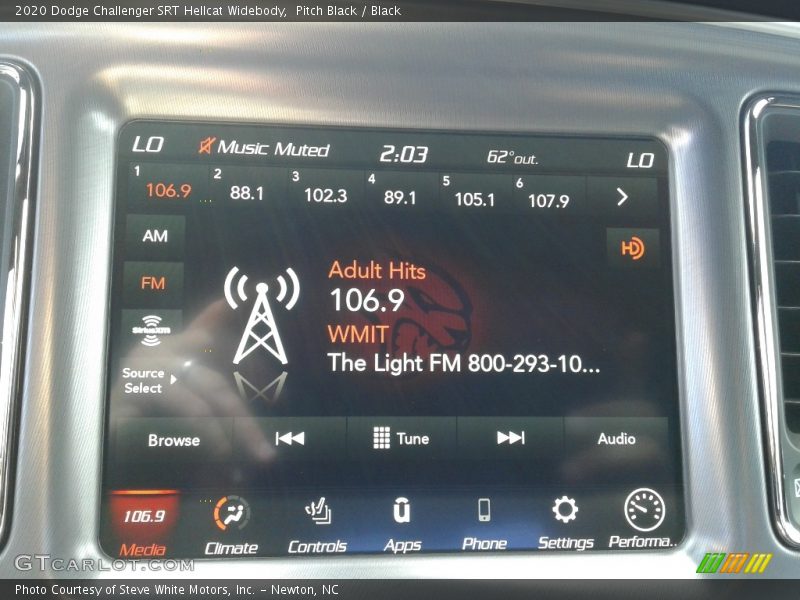 2020 Dodge Challenger SRT Hellcat Widebody, Pitch Black / Black
LO Music Muted 2:03 62° out. LO
1 106.9 2 88.1 3 102.3 4 89.1 5 105.1 6 107.9
AM
HD
FM
Adult Hits
106.9
SiriusXM
WMIT
The Light FM 800-293-10...
Source
Select
Browse Tune Audio
106.9
Media Climate Controls Apps Phone Settings Performa...
GTCARLOT.COM
Photo Courtesy of Steve White Motors, Inc. – Newton, NC